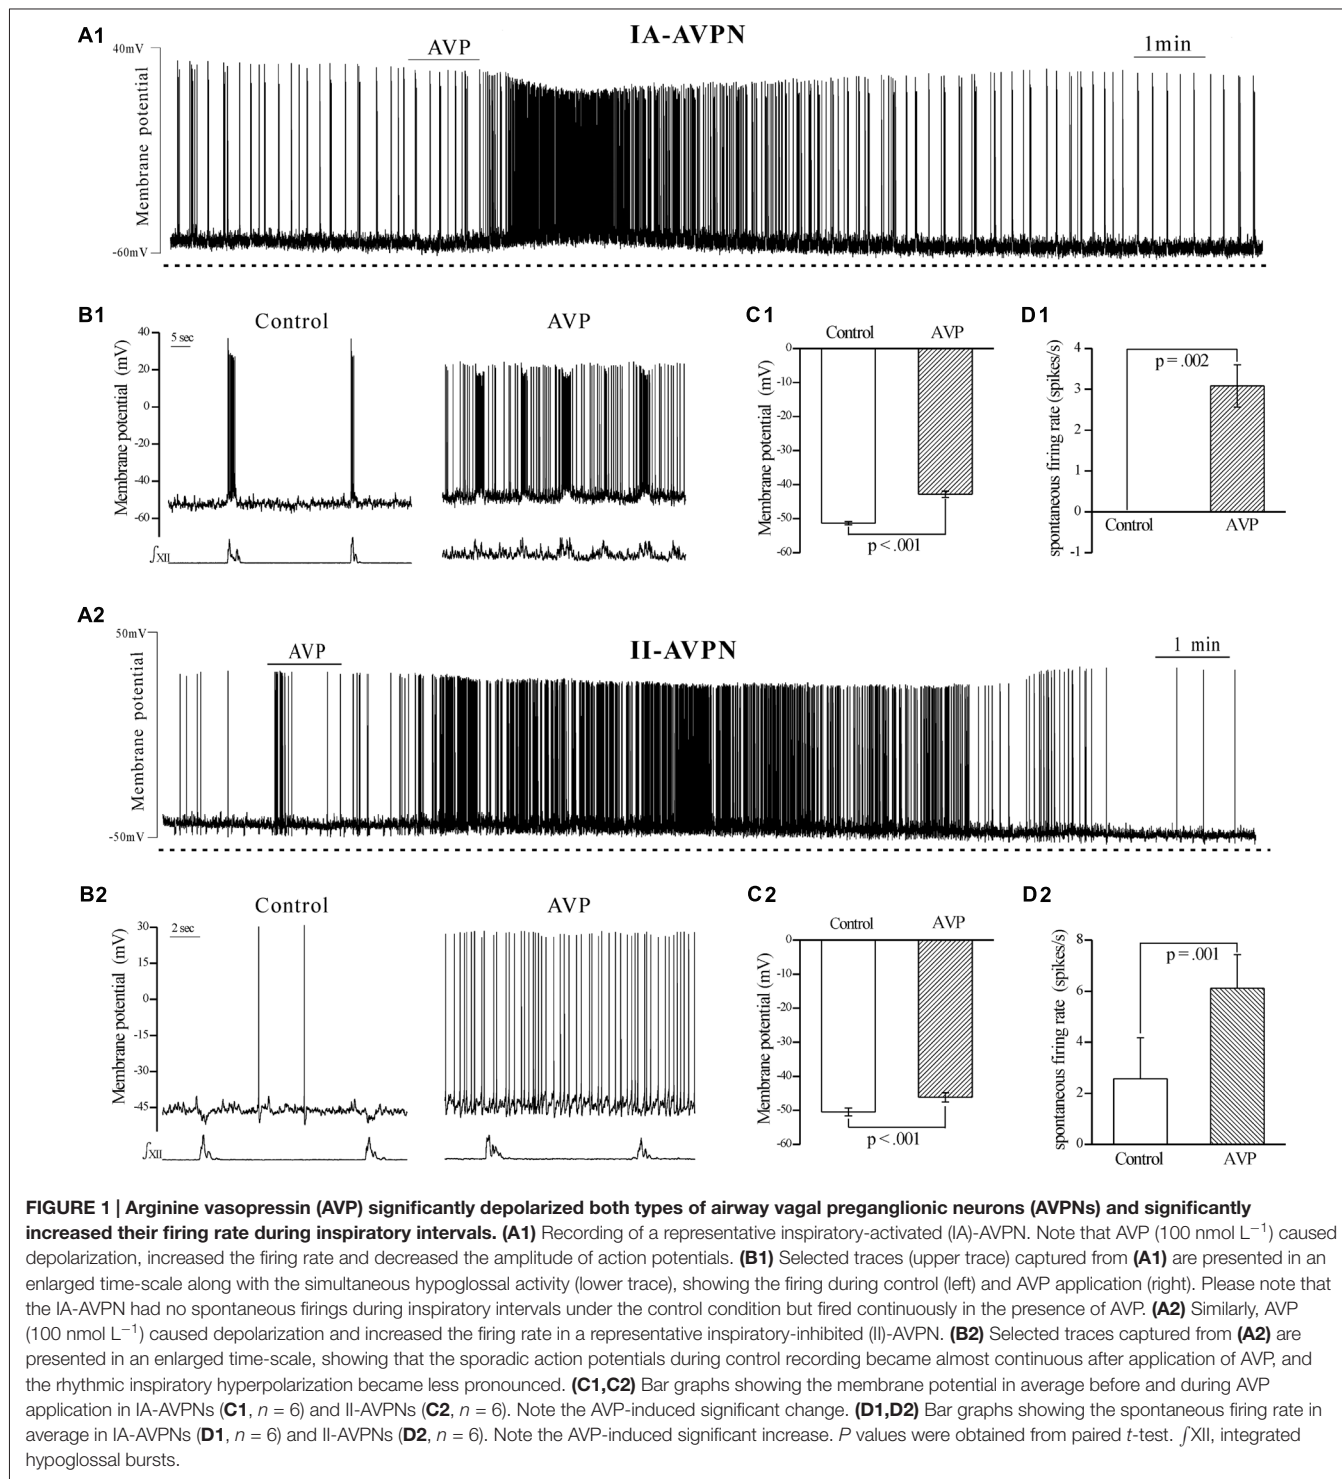 A1
IA-AVPN
AVP
1min
40mV
Membrane potential
-60mV
B1
Control
AVP
5 sec
Membrane potential (mV)
40
20
0
-20
-40
-60
∫XII
C1
Control
AVP
Membrane potential (mV)
0
-10
-20
-30
-40
-50
-60
p<.001
D1
spontaneous firing rate (spikes/s)
4
3
2
1
0
-1
p=.002
Control
AVP
A2
II-AVPN
AVP
1 min
50mV
Membrane potential
-50mV
B2
Control
AVP
2 sec
Membrane potential (mV)
30
15
0
-15
-30
-45
∫XII
C2
Control
AVP
Membrane potential (mV)
0
-10
-20
-30
-40
-50
-60
p<.001
D2
spontaneous firing rate (spikes/s)
8
6
4
2
0
p=.001
Control
AVP
FIGURE 1 | Arginine vasopressin (AVP) significantly depolarized both types of airway vagal preganglionic neurons (AVPNs) and significantly
increased their firing rate during inspiratory intervals. (A1) Recording of a representative inspiratory-activated (IA)-AVPN. Note that AVP (100 nmol L⁻¹) caused
depolarization, increased the firing rate and decreased the amplitude of action potentials. (B1) Selected traces (upper trace) captured from (A1) are presented in an
enlarged time-scale along with the simultaneous hypoglossal activity (lower trace), showing the firing during control (left) and AVP application (right). Please note that
the IA-AVPN had no spontaneous firings during inspiratory intervals under the control condition but fired continuously in the presence of AVP. (A2) Similarly, AVP
(100 nmol L⁻¹) caused depolarization and increased the firing rate in a representative inspiratory-inhibited (II)-AVPN. (B2) Selected traces captured from (A2) are
presented in an enlarged time-scale, showing that the sporadic action potentials during control recording became almost continuous after application of AVP, and
the rhythmic inspiratory hyperpolarization became less pronounced. (C1,C2) Bar graphs showing the membrane potential in average before and during AVP
application in IA-AVPNs (C1, n = 6) and II-AVPNs (C2, n = 6). Note the AVP-induced significant change. (D1,D2) Bar graphs showing the spontaneous firing rate in
average in IA-AVPNs (D1, n = 6) and II-AVPNs (D2, n = 6). Note the AVP-induced significant increase. P values were obtained from paired t-test. ∫XII, integrated
hypoglossal bursts.